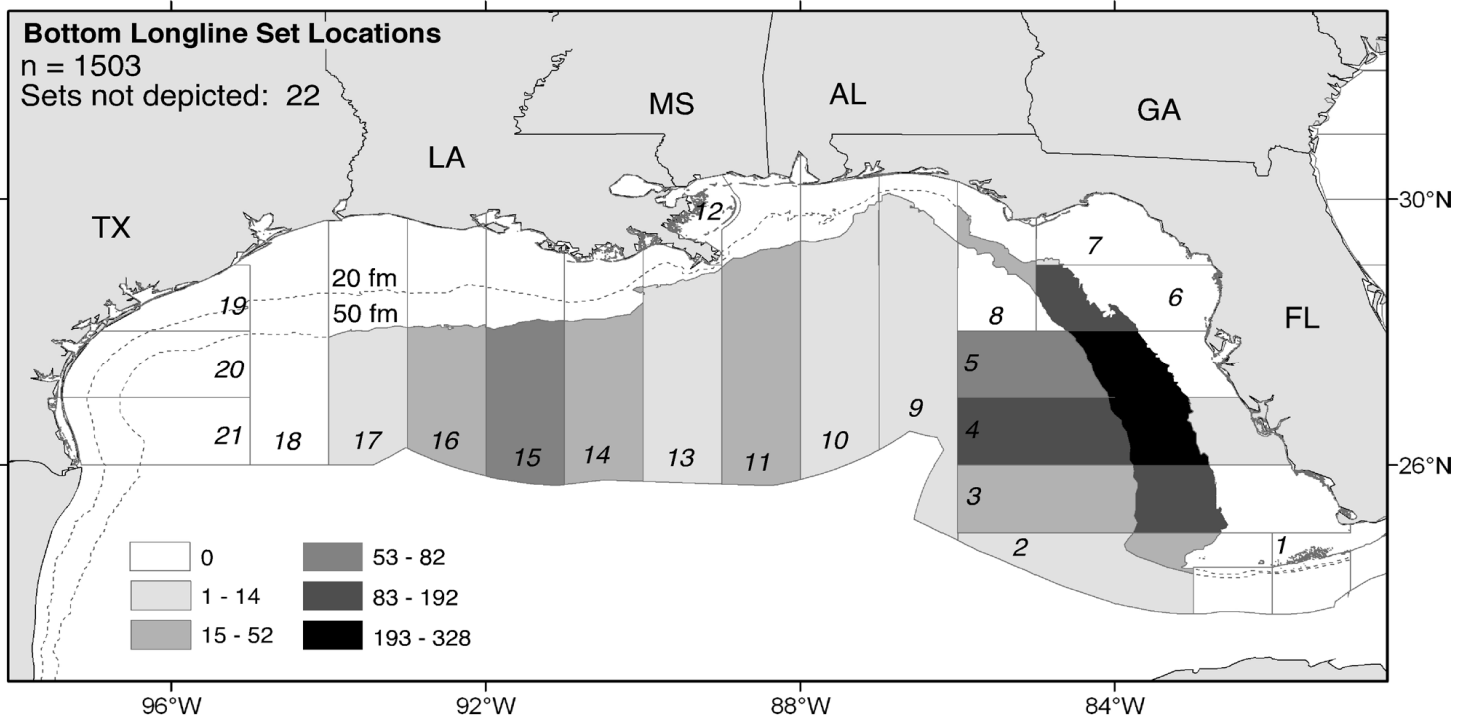 Bottom Longline Set Locations
n = 1503
Sets not depicted: 22
MS
AL
GA
LA
TX
FL
30°N
26°N
20 fm
50 fm
12
7
19
6
8
20
5
9
4
21
18
17
16
15
14
13
11
10
3
2
1
0
1 - 14
15 - 52
53 - 82
83 - 192
193 - 328
96°W
92°W
88°W
84°W